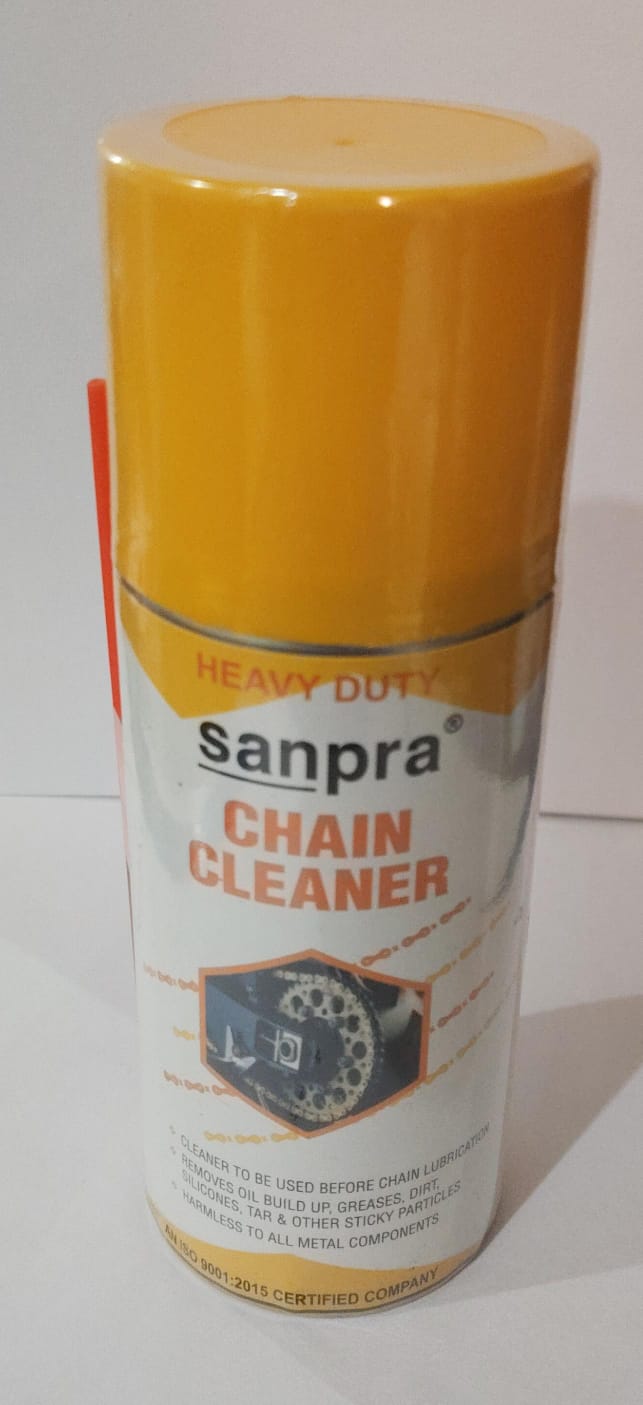 HEAVY DUTY
sanpra®
CHAIN
CLEANER
CLEANER TO BE USED BEFORE CHAIN LUBRICATION
REMOVES OIL BUILD UP, GREASES, DIRT,
SILICONES, TAR & OTHER STICKY PARTICLES
HARMLESS TO ALL METAL COMPONENTS
AN ISO 9001:2015 CERTIFIED COMPANY